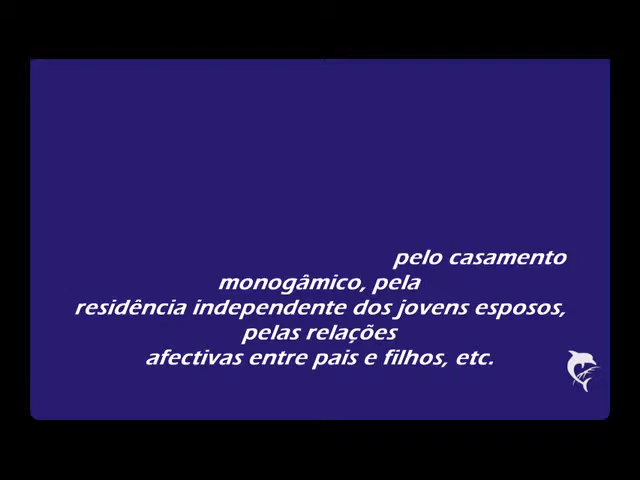 pelo casamento
monogâmico, pela
residência independente dos jovens esposos,
pelas relações
afectivas entre pais e filhos, etc.